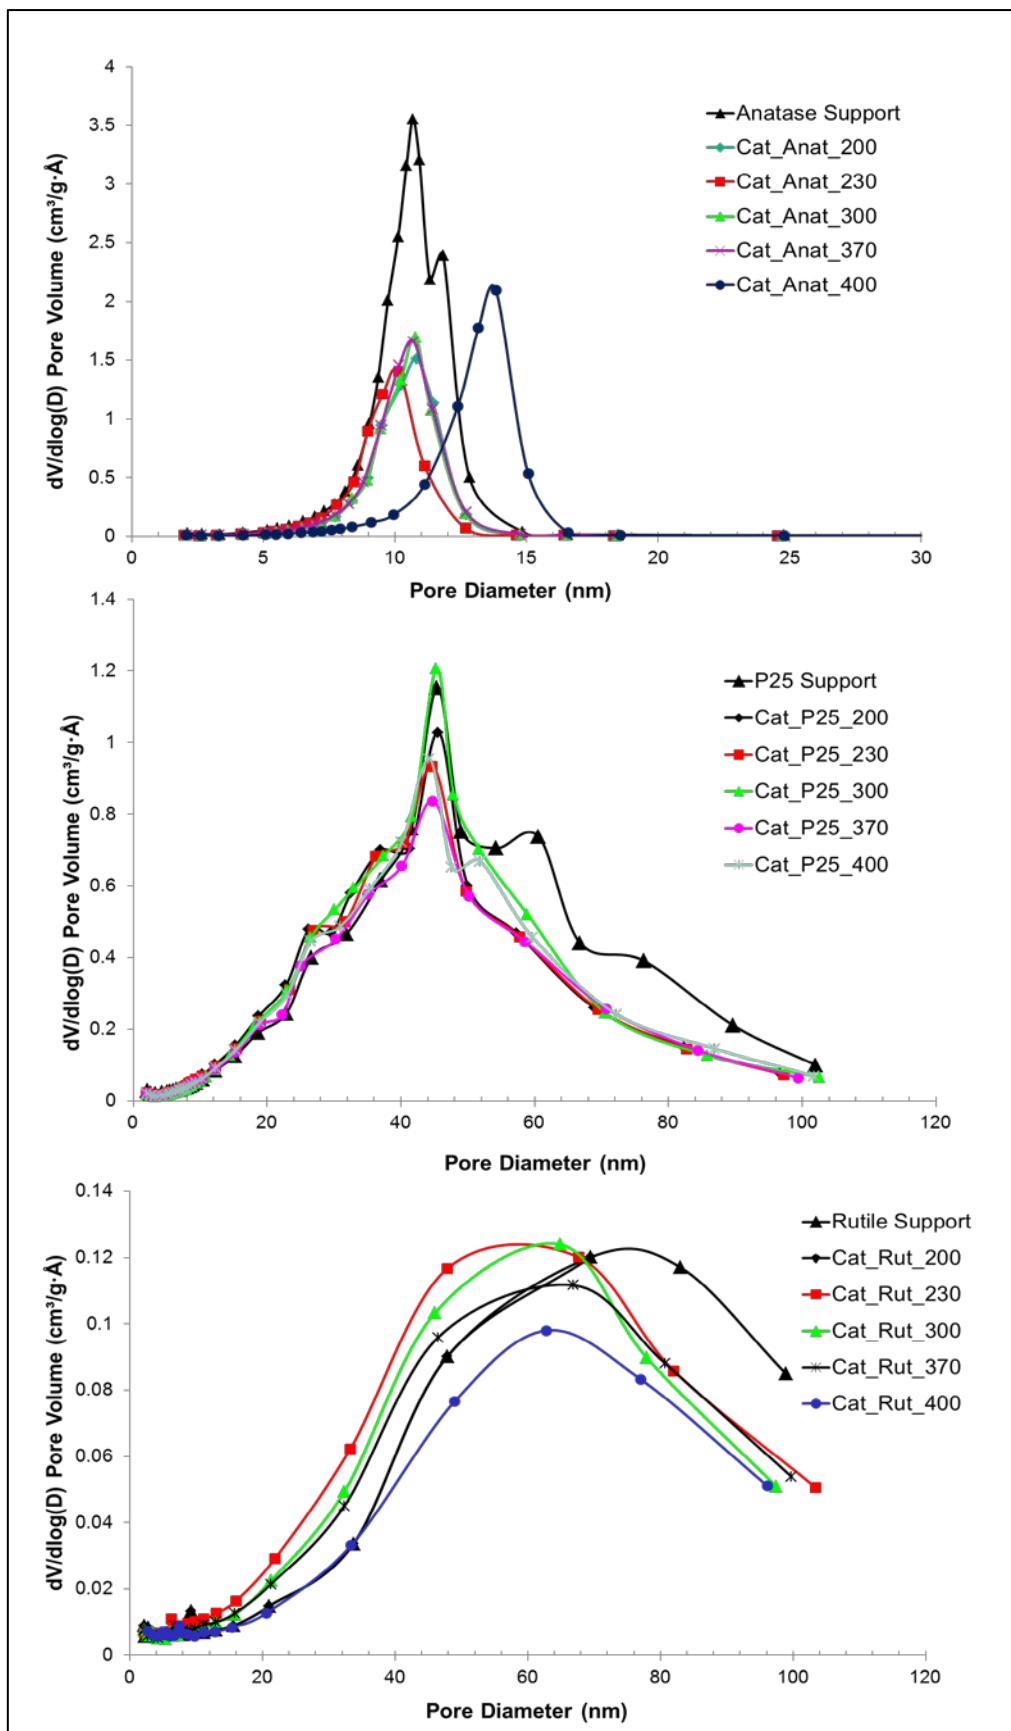 4
3.5
3
2.5
2
1.5
1
0.5
0
dV/dlog(D) Pore Volume (cm³/g·Å)
Anatase Support
Cat_Anat_200
Cat_Anat_230
Cat_Anat_300
Cat_Anat_370
Cat_Anat_400
0 5 10 15 20 25 30
Pore Diameter (nm)
1.4
1.2
1
0.8
0.6
0.4
0.2
0
dV/dlog(D) Pore Volume (cm³/g·Å)
P25 Support
Cat_P25_200
Cat_P25_230
Cat_P25_300
Cat_P25_370
Cat_P25_400
0 20 40 60 80 100 120
Pore Diameter (nm)
0.14
0.12
0.1
0.08
0.06
0.04
0.02
0
dV/dlog(D) Pore Volume (cm³/g·Å)
Rutile Support
Cat_Rut_200
Cat_Rut_230
Cat_Rut_300
Cat_Rut_370
Cat_Rut_400
0 20 40 60 80 100 120
Pore Diameter (nm)